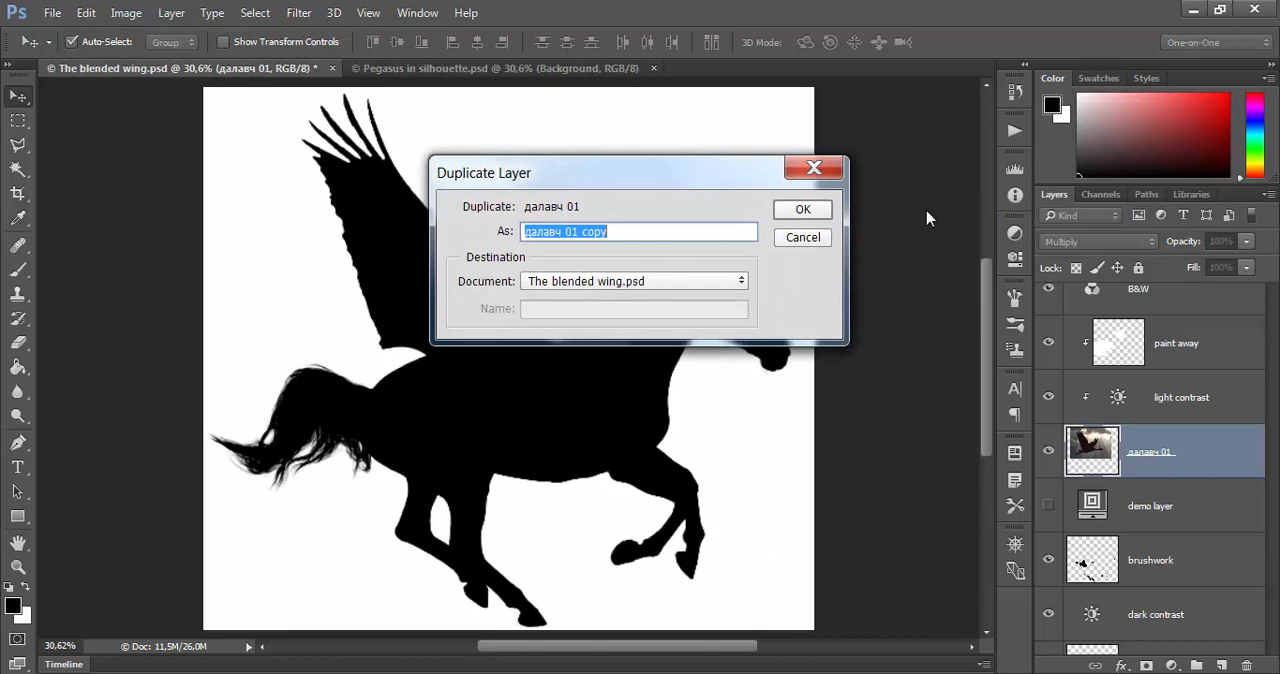 Ps File Edit Image Layer Type Select Filter 3D View Window Help
Auto-Select: Group Show Transform Controls 3D Mode: One-on-One
© The blended wing.psd @ 30,6% (далавч 01, RGB/8) * × © Pegasus in silhouette.psd @ 30,6% (Background, RGB/8) ×
Color Swatches Styles
Duplicate Layer
Duplicate: далавч 01
OK
As: далавч 01 copy
Cancel
Destination
Document: The blended wing.psd
Name:
Layers Channels Paths Libraries
Kind
Multiply Opacity: 100%
Lock: Fill: 100%
B&W
paint away
light contrast
далавч 01
demo layer
brushwork
dark contrast
30,62% © Doc: 11,5M/26,0M
Timeline